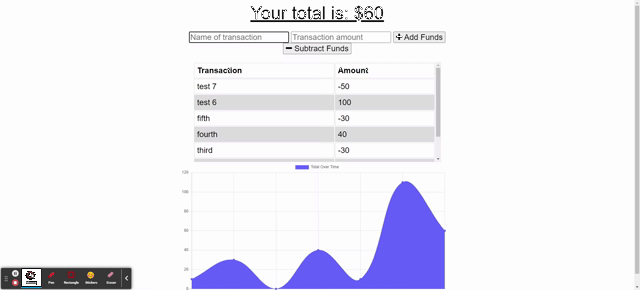 Your total is: $60
Name of transaction Transaction amount Add Funds
Subtract Funds
Transaction Amount
test 7 -50
test 6 100
fifth -30
fourth 40
third -30
Total Over Time
120
100
80
60
40
20
0
Pen Rectangle Stickers Eraser